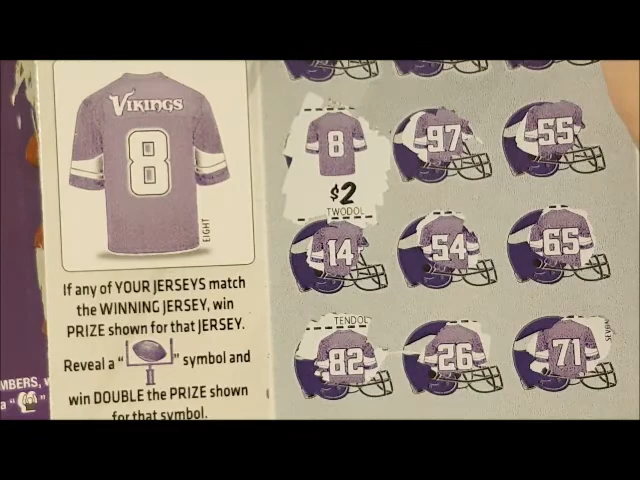 VIKINGS
8
EIGHT
If any of YOUR JERSEYS match
the WINNING JERSEY, win
PRIZE shown for that JERSEY.
Reveal a " " symbol and
win DOUBLE the PRIZE shown
for that symbol.
MBERS, w
a " "
8
$2
TWODOL
97
55
14
54
65
TENDOL
82
26
71